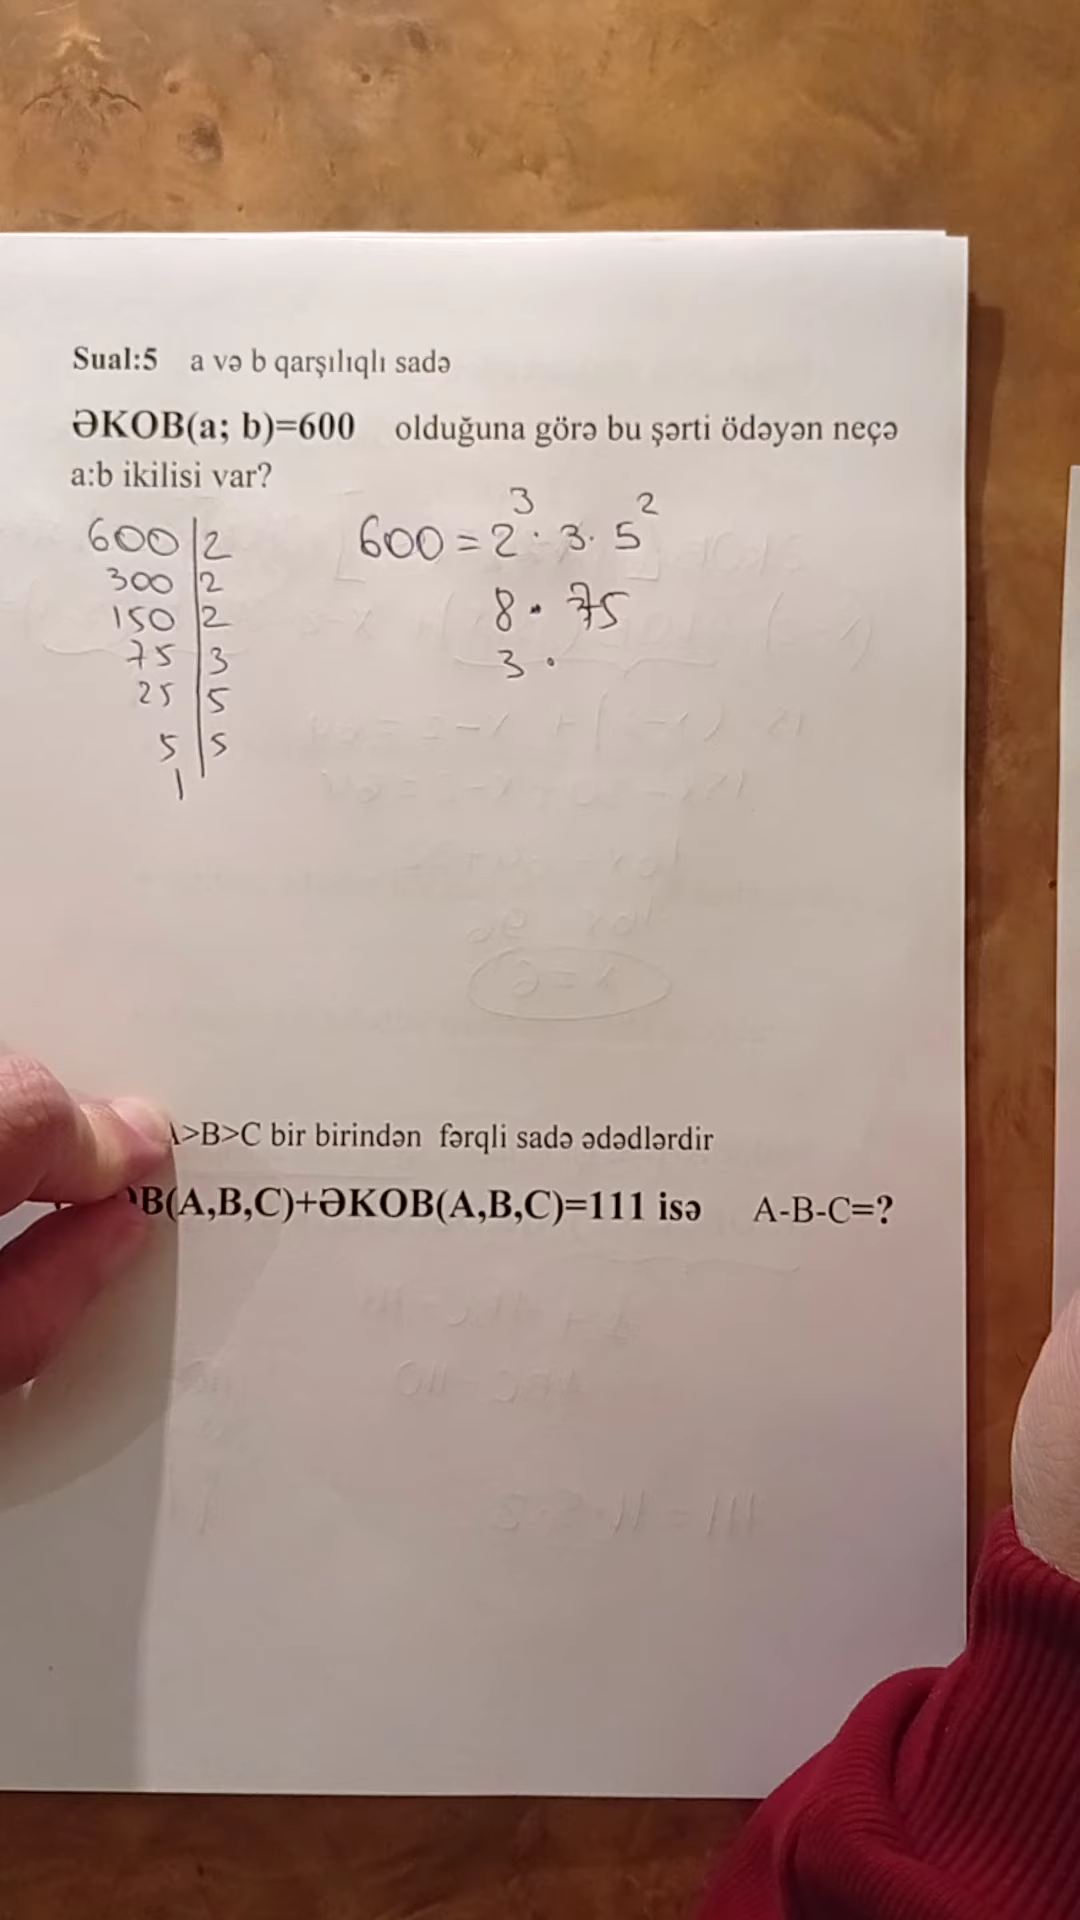 Sual:5 a və b qarşılıqlı sadə
ƏKOB(a; b)=600 olduğuna görə bu şərti ödəyən neçə
a:b ikilisi var?
600 | 2
300 | 2
150 | 2
75 | 3
25 | 5
5 | 5
1
600 = 2³ · 3 · 5²
8 · 75
3 ·
A>B>C bir birindən fərqli sadə ədədlərdir
B(A,B,C)+ƏKOB(A,B,C)=111 isə A-B-C=?